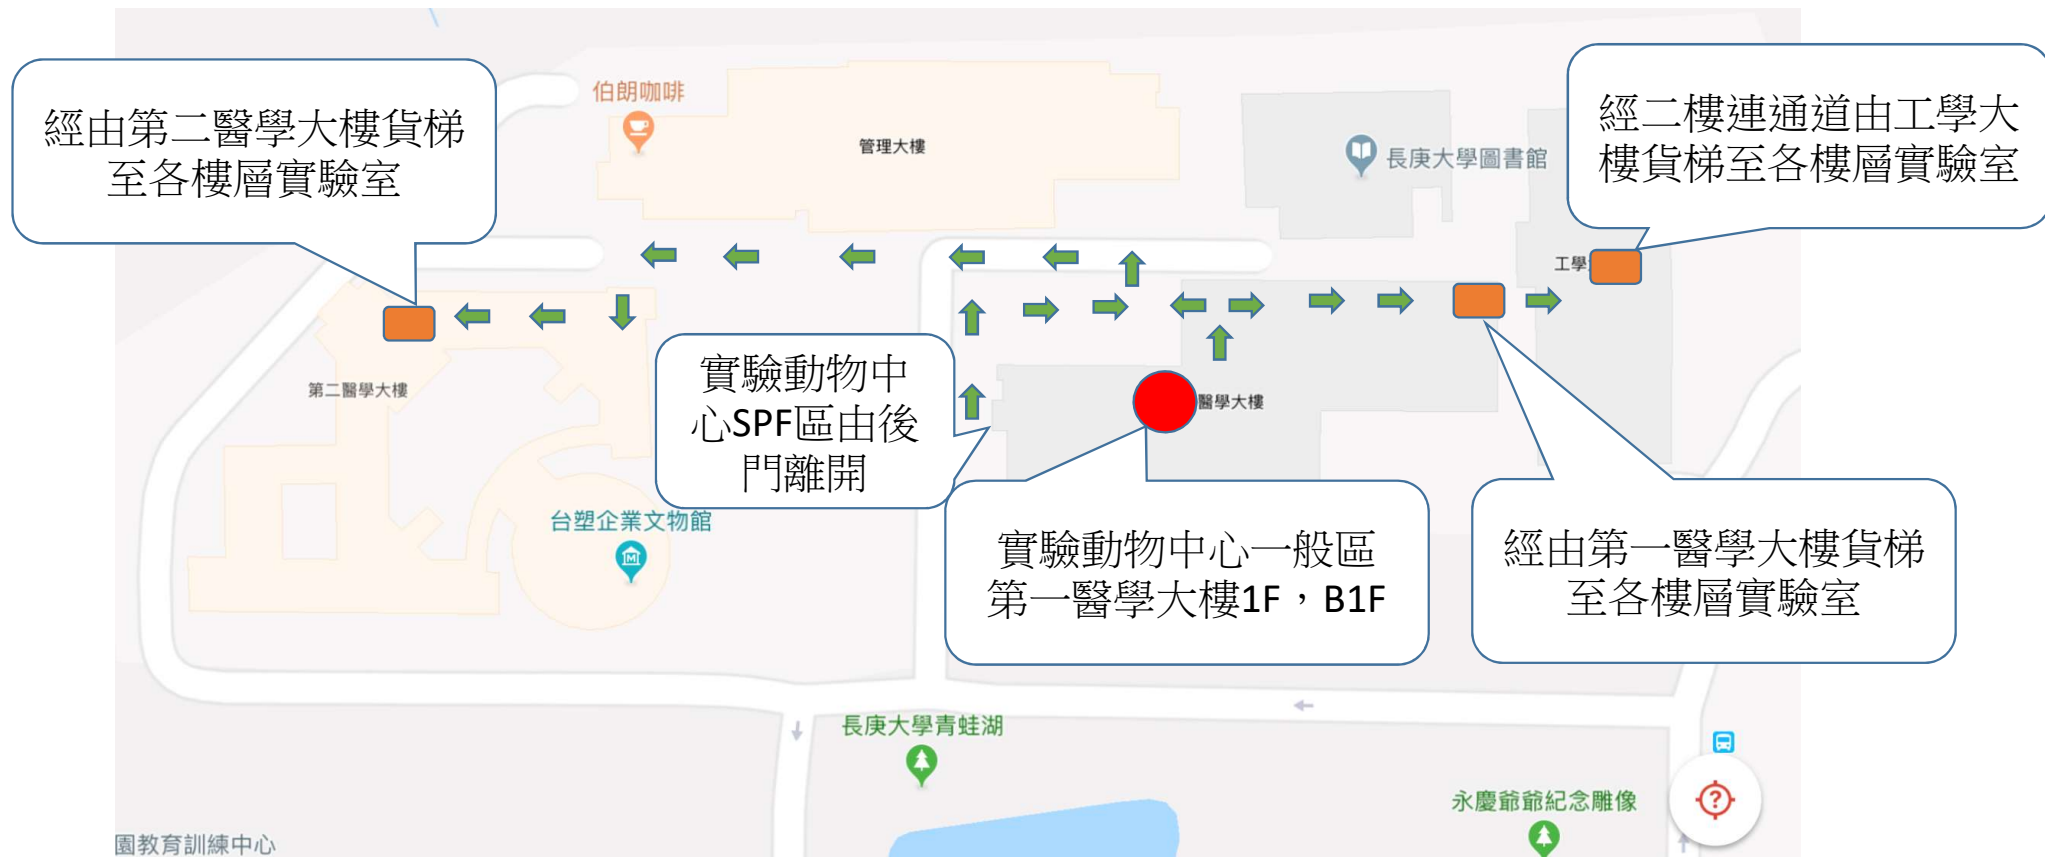 經由第二醫學大樓貨梯
至各樓層實驗室
伯朗咖啡
管理大樓
長庚大學圖書館
經二樓連通道由工學大
樓貨梯至各樓層實驗室
工學
第二醫學大樓
實驗動物中
心SPF區由後
門離開
醫學大樓
台塑企業文物館
實驗動物中心一般區
第一醫學大樓1F，B1F
經由第一醫學大樓貨梯
至各樓層實驗室
長庚大學青蛙湖
永慶爺爺紀念雕像
園教育訓練中心